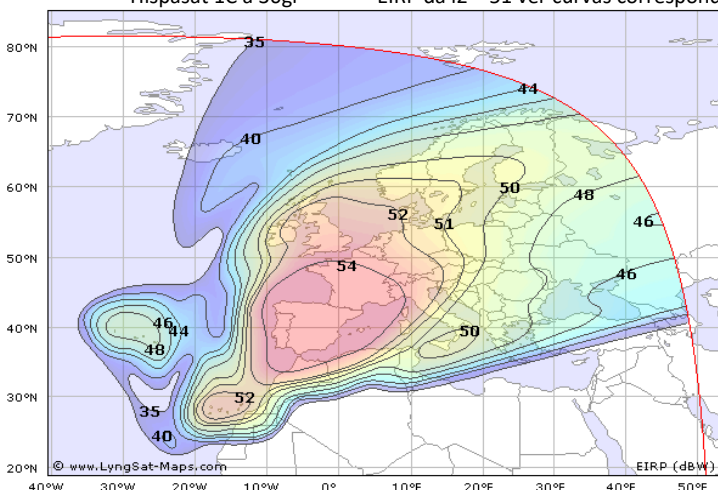 Hispasat 1C a 30gr EIRP da 12 – 51 ver curvas correspond
35
80°N
44
70°N
40
60°N
50
48
52
51
46
50°N
54
46
46
44
40°N
48
50
30°N
52
35
40
20°N
© www.LyngSat-Maps.com EIRP (dBW)
40°W 30°W 20°W 10°W 0° 10°E 20°E 30°E 40°E 50°E